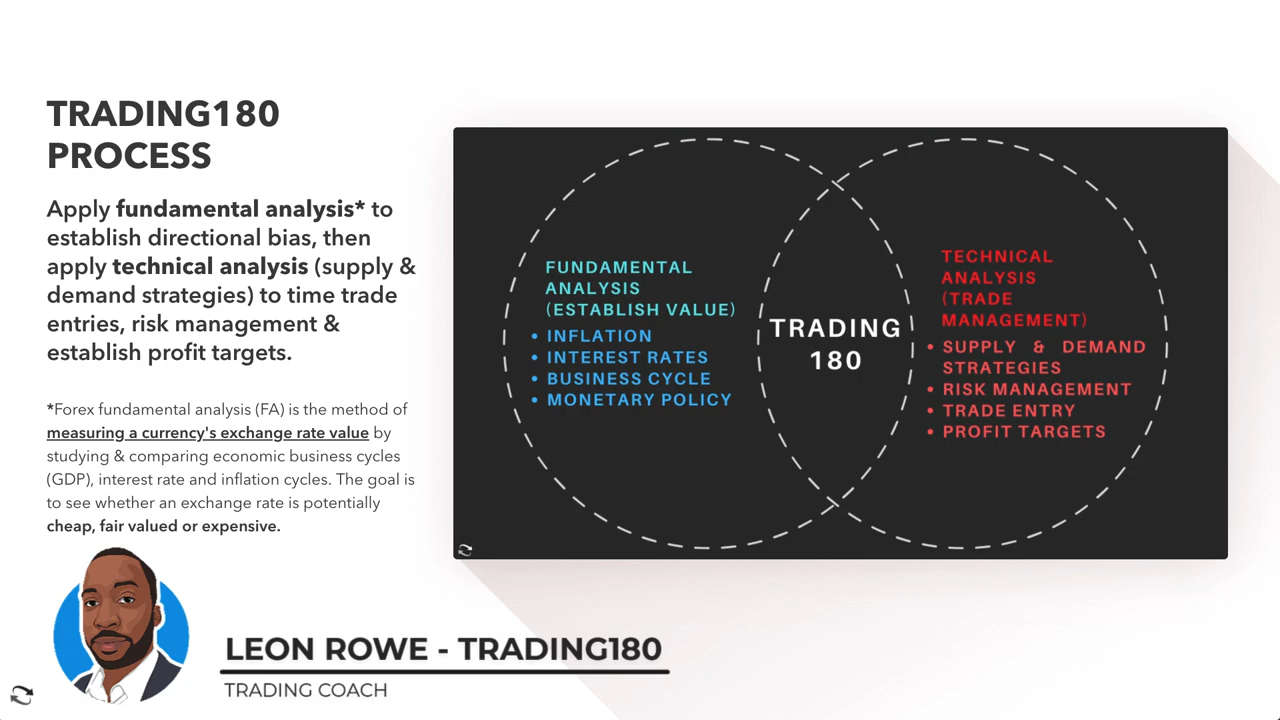 TRADING180
PROCESS
Apply fundamental analysis* to
establish directional bias, then
apply technical analysis (supply &
demand strategies) to time trade
entries, risk management &
establish profit targets.
*Forex fundamental analysis (FA) is the method of
measuring a currency's exchange rate value by
studying & comparing economic business cycles
(GDP), interest rate and inflation cycles. The goal is
to see whether an exchange rate is potentially
cheap, fair valued or expensive.
FUNDAMENTAL
ANALYSIS
(ESTABLISH VALUE)
• INFLATION
• INTEREST RATES
• BUSINESS CYCLE
• MONETARY POLICY
TRADING
180
TECHNICAL
ANALYSIS
(TRADE
MANAGEMENT)
• SUPPLY & DEMAND
STRATEGIES
• RISK MANAGEMENT
• TRADE ENTRY
• PROFIT TARGETS
LEON ROWE - TRADING180
TRADING COACH